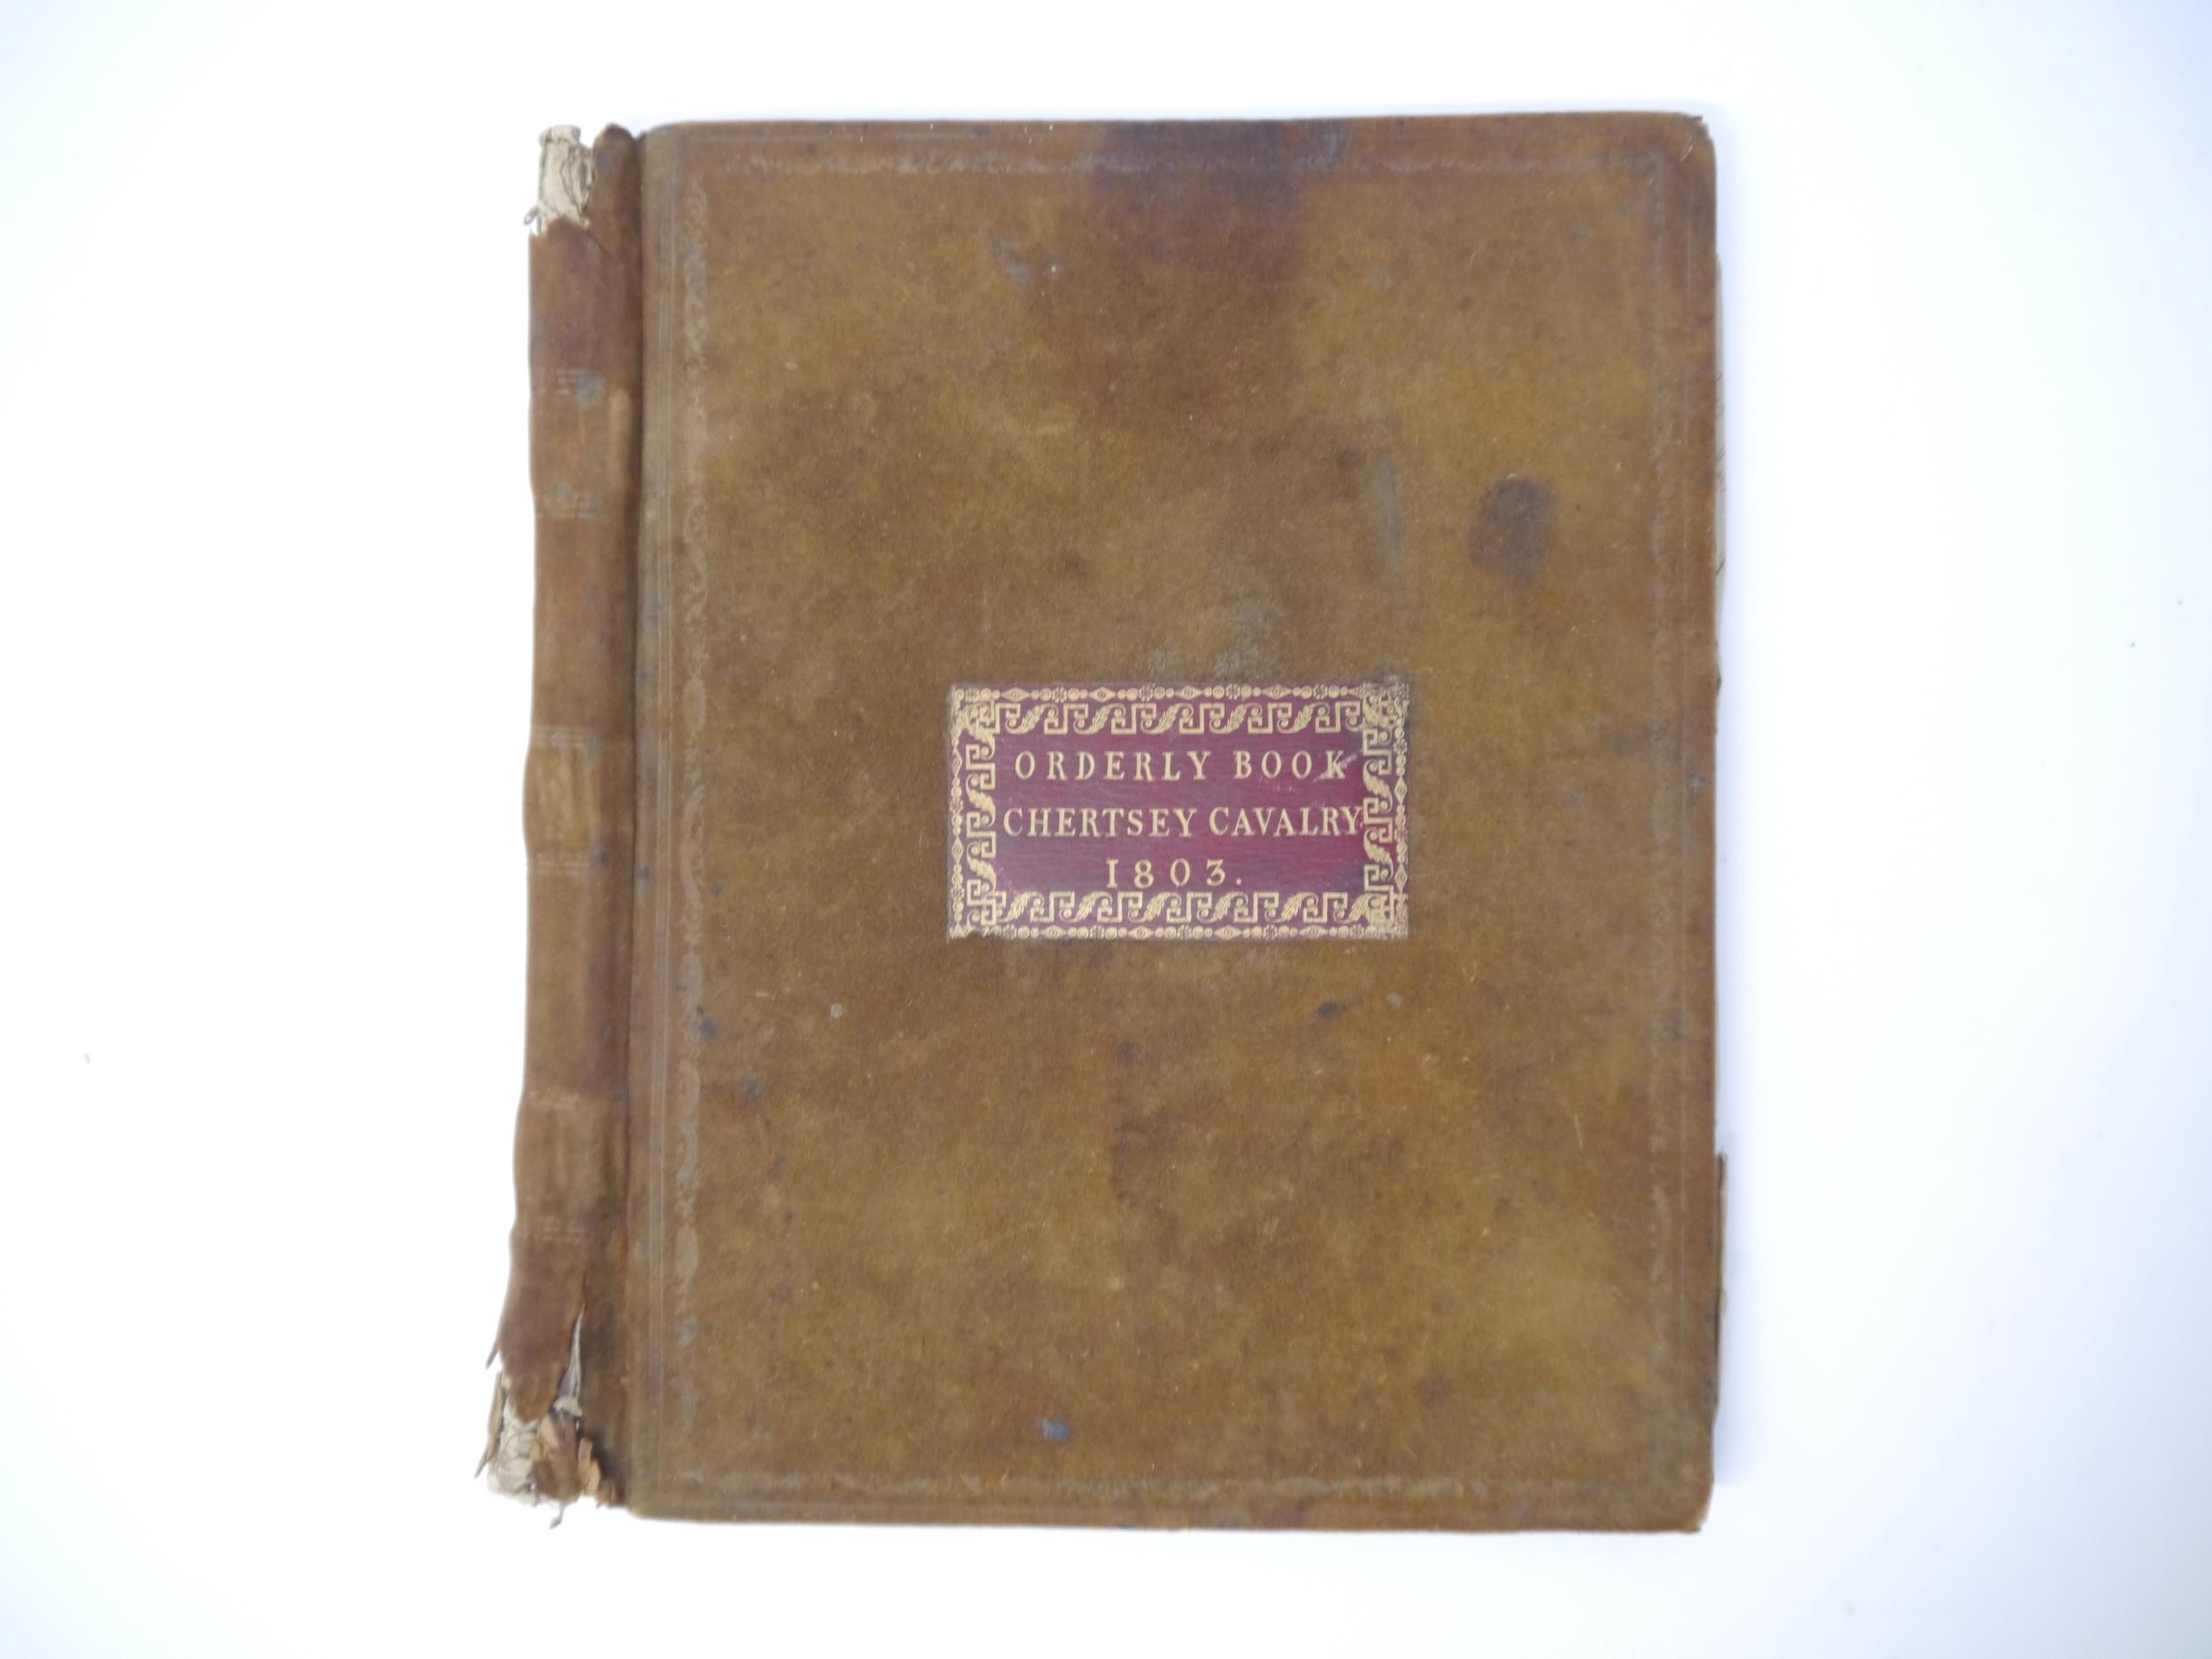 ORDERLY BOOK
CHERTSEY CAVALRY
1803.